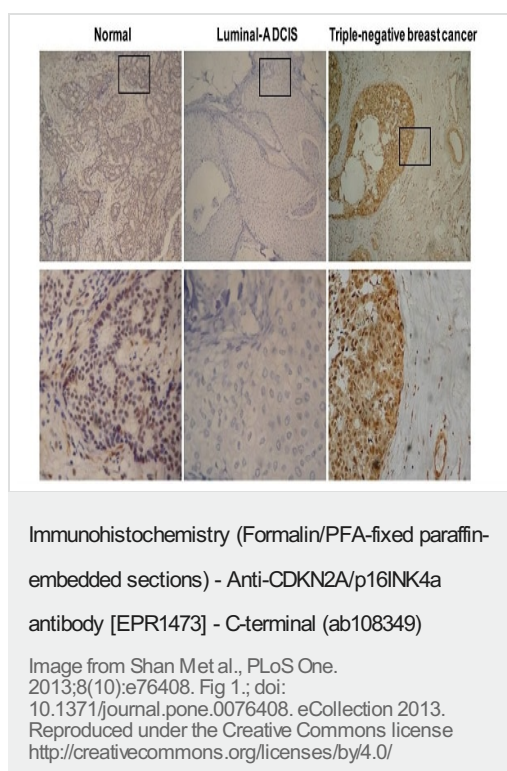 Normal Luminal-A DCIS Triple-negative breast cancer
Immunohistochemistry (Formalin/PFA-fixed paraffin-
embedded sections) - Anti-CDKN2A/p16INK4a
antibody [EPR1473] - C-terminal (ab108349)
Image from Shan M et al., PLoS One.
2013;8(10):e76408. Fig 1.; doi:
10.1371/journal.pone.0076408. eCollection 2013.
Reproduced under the Creative Commons license
http://creativecommons.org/licenses/by/4.0/